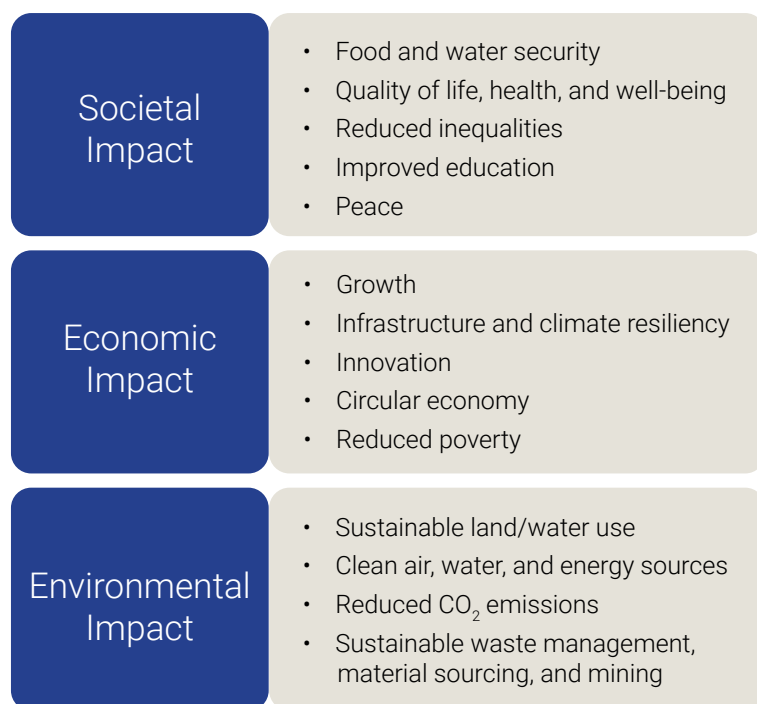 Societal
Impact
• Food and water security
• Quality of life, health, and well-being
• Reduced inequalities
• Improved education
• Peace
Economic
Impact
• Growth
• Infrastructure and climate resiliency
• Innovation
• Circular economy
• Reduced poverty
Environmental
Impact
• Sustainable land/water use
• Clean air, water, and energy sources
• Reduced CO₂ emissions
• Sustainable waste management,
material sourcing, and mining